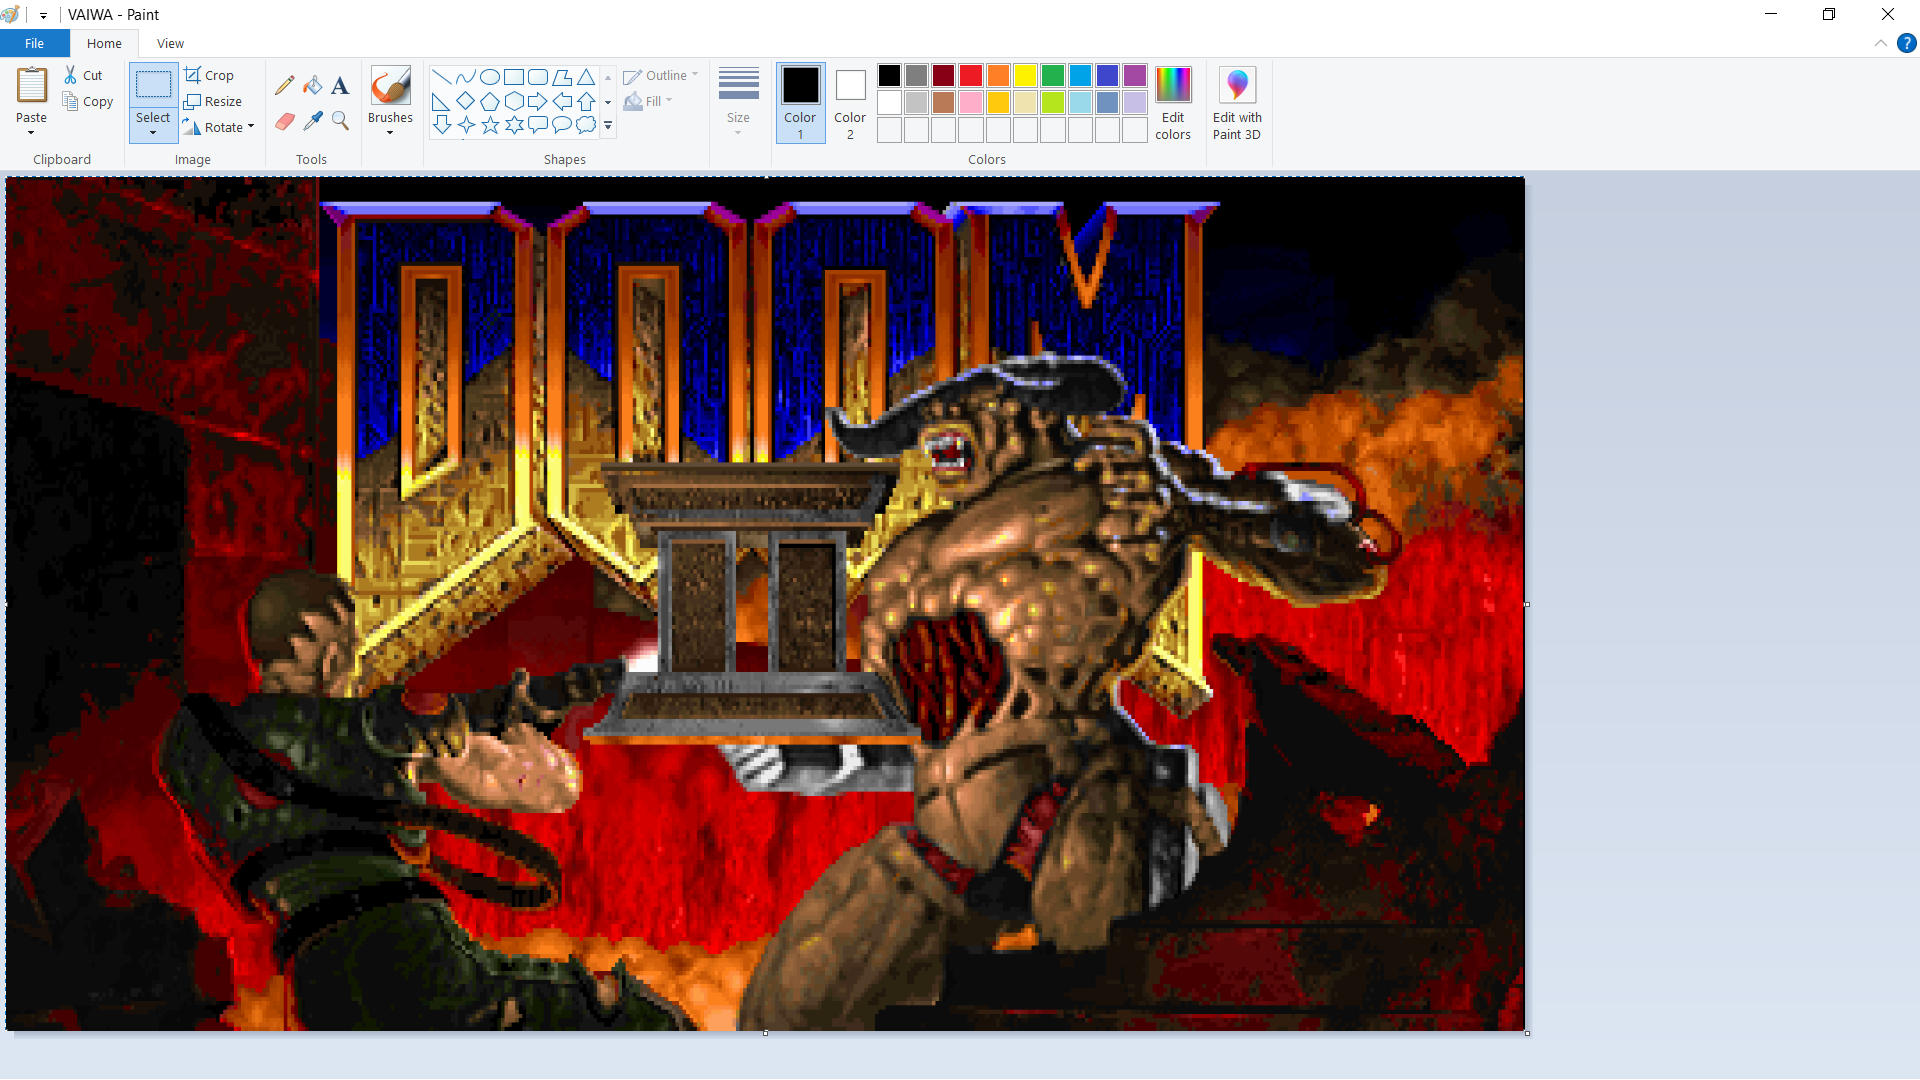 VAIWA - Paint
File Home View
Paste
Cut
Copy
Clipboard
Select
Crop
Resize
Rotate
Image
A
Tools
Brushes
Outline
Fill
Shapes
Size
Color 1
Color 2
Edit colors
Colors
Edit with Paint 3D
?
DOOM
II